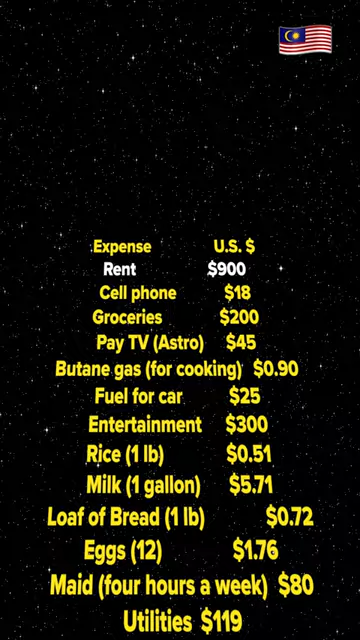 Expense U.S. $
Rent $900
Cell phone $18
Groceries $200
Pay TV (Astro) $45
Butane gas (for cooking) $0.90
Fuel for car $25
Entertainment $300
Rice (1 lb) $0.51
Milk (1 gallon) $5.71
Loaf of Bread (1 lb) $0.72
Eggs (12) $1.76
Maid (four hours a week) $80
Utilities $119